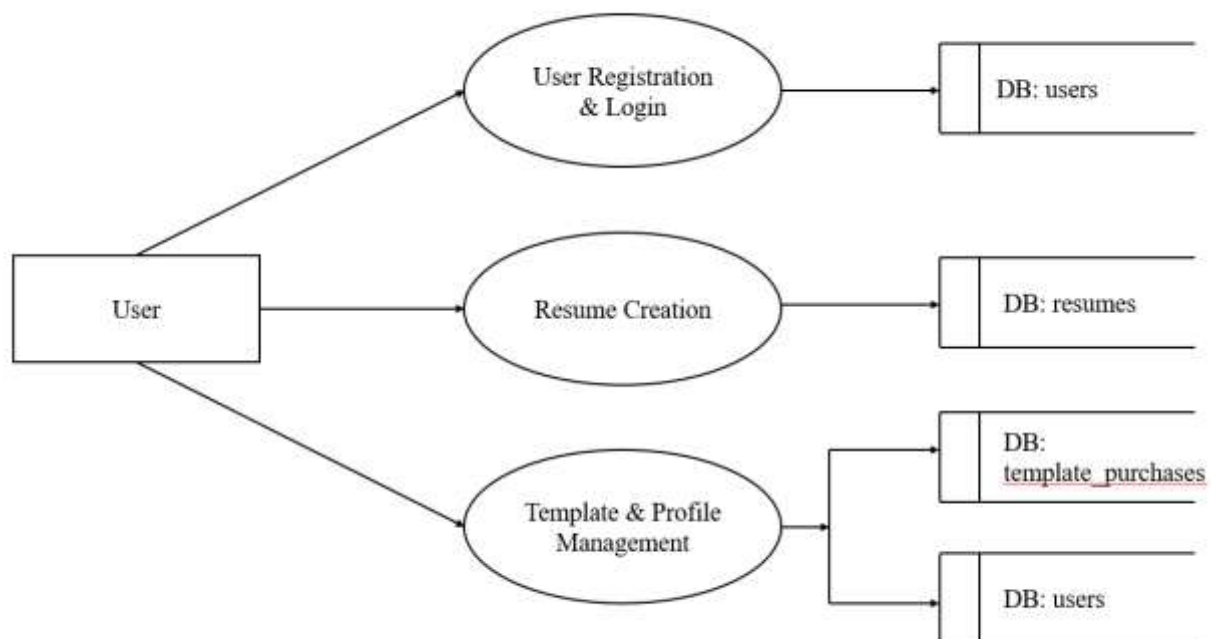 User Registration
& Login
DB: users
User
Resume Creation
DB: resumes
DB:
template_purchases
Template & Profile
Management
DB: users